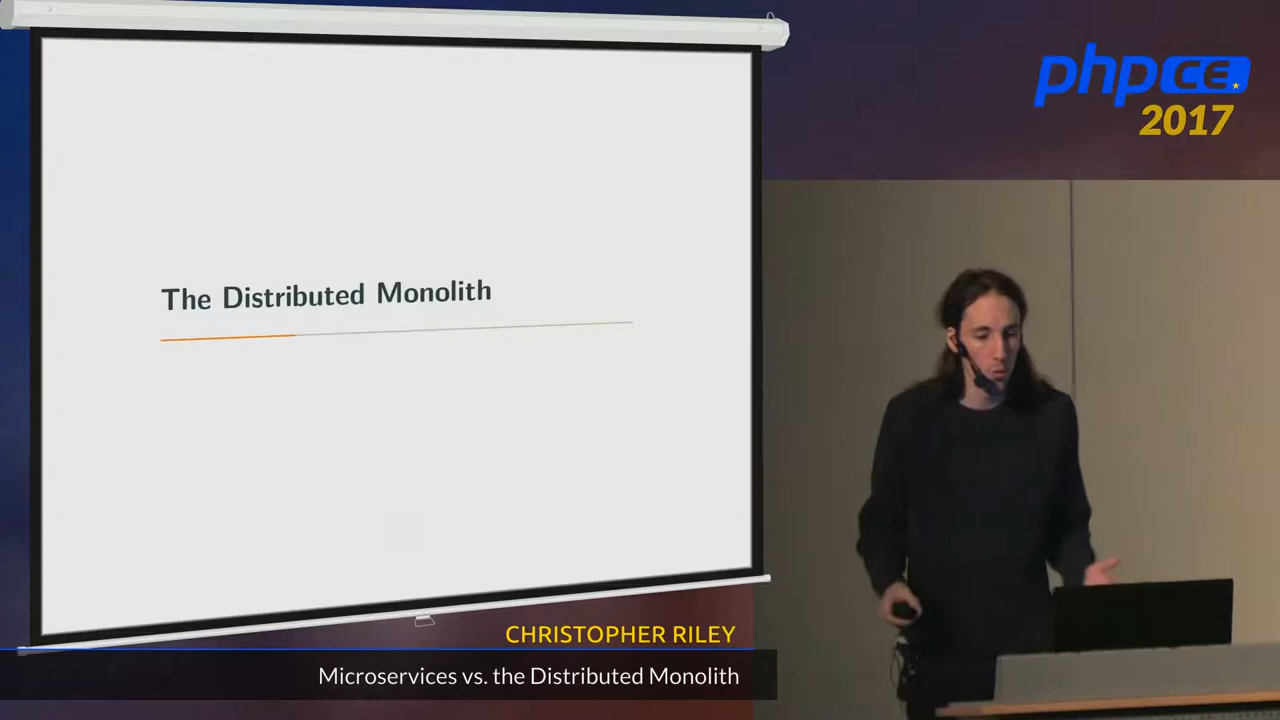 The Distributed Monolith
phpCE
2017
CHRISTOPHER RILEY
Microservices vs. the Distributed Monolith